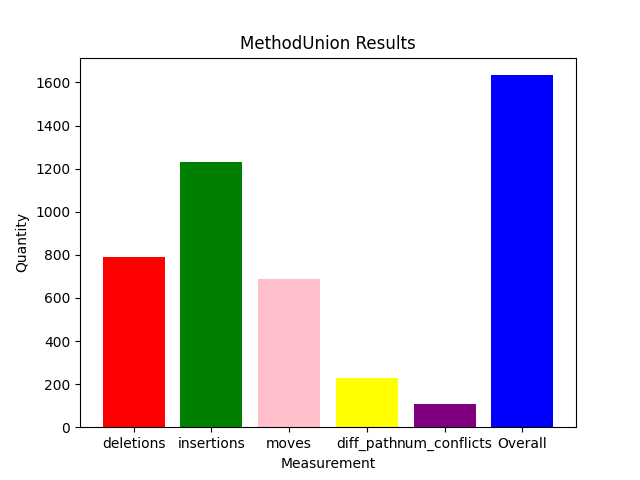 MethodUnion Results
Quantity
1600
1400
1200
1000
800
600
400
200
0
deletions insertions moves diff_path num_conflicts Overall
Measurement